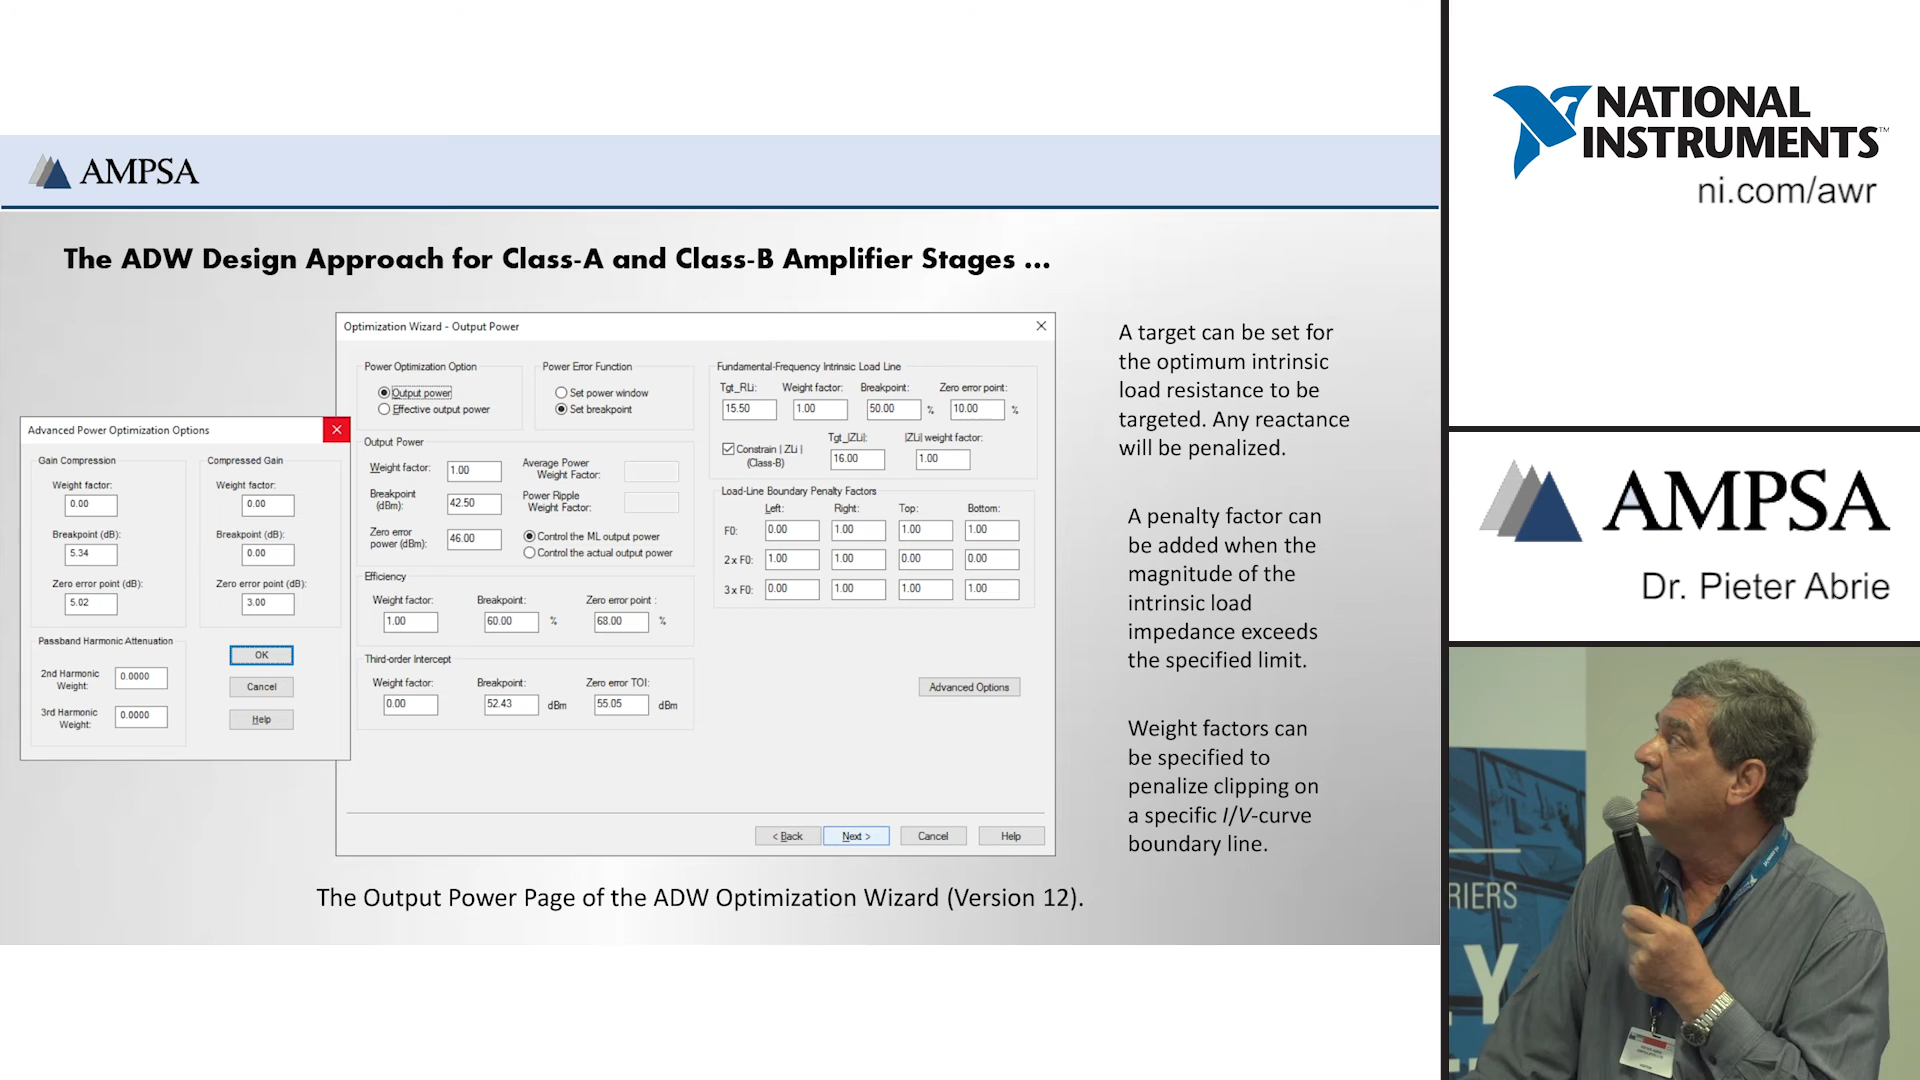 AMPSA
The ADW Design Approach for Class-A and Class-B Amplifier Stages ...
Optimization Wizard - Output Power
Power Optimization Option
Output power
Effective output power
Power Error Function
Set power window
Set breakpoint
Fundamental-Frequency Intrinsic Load Line
Tgt_RLi: Weight factor: Breakpoint: Zero error point:
15.50 1.00 50.00 % 10.00 %
Constrain | ZLi |
(Class-B)
Tgt_|ZLi|: |ZLi| weight factor:
16.00 1.00
Output Power
Weight factor: 1.00
Breakpoint
(dBm): 42.50
Zero error
power (dBm): 46.00
Average Power
Weight Factor:
Power Ripple
Weight Factor:
Control the ML output power
Control the actual output power
Load-Line Boundary Penalty Factors
Left: Right: Top: Bottom:
F0: 0.00 1.00 1.00 1.00
2 x F0: 1.00 1.00 0.00 0.00
3 x F0: 0.00 1.00 1.00 1.00
Efficiency
Weight factor: Breakpoint: Zero error point :
1.00 60.00 % 68.00 %
Third-order Intercept
Weight factor: Breakpoint: Zero error TOI:
0.00 52.43 dBm 55.05 dBm
Advanced Options
< Back Next > Cancel Help
Advanced Power Optimization Options
Gain Compression
Weight factor:
0.00
Breakpoint (dB):
5.34
Zero error point (dB):
5.02
Compressed Gain
Weight factor:
0.00
Breakpoint (dB):
0.00
Zero error point (dB):
3.00
Passband Harmonic Attenuation
2nd Harmonic
Weight: 0.0000
3rd Harmonic
Weight: 0.0000
OK
Cancel
Help
A target can be set for
the optimum intrinsic
load resistance to be
targeted. Any reactance
will be penalized.
A penalty factor can
be added when the
magnitude of the
intrinsic load
impedance exceeds
the specified limit.
Weight factors can
be specified to
penalize clipping on
a specific I/V-curve
boundary line.
The Output Power Page of the ADW Optimization Wizard (Version 12).
NATIONAL
INSTRUMENTS™
ni.com/awr
AMPSA
Dr. Pieter Abrie
RIERS